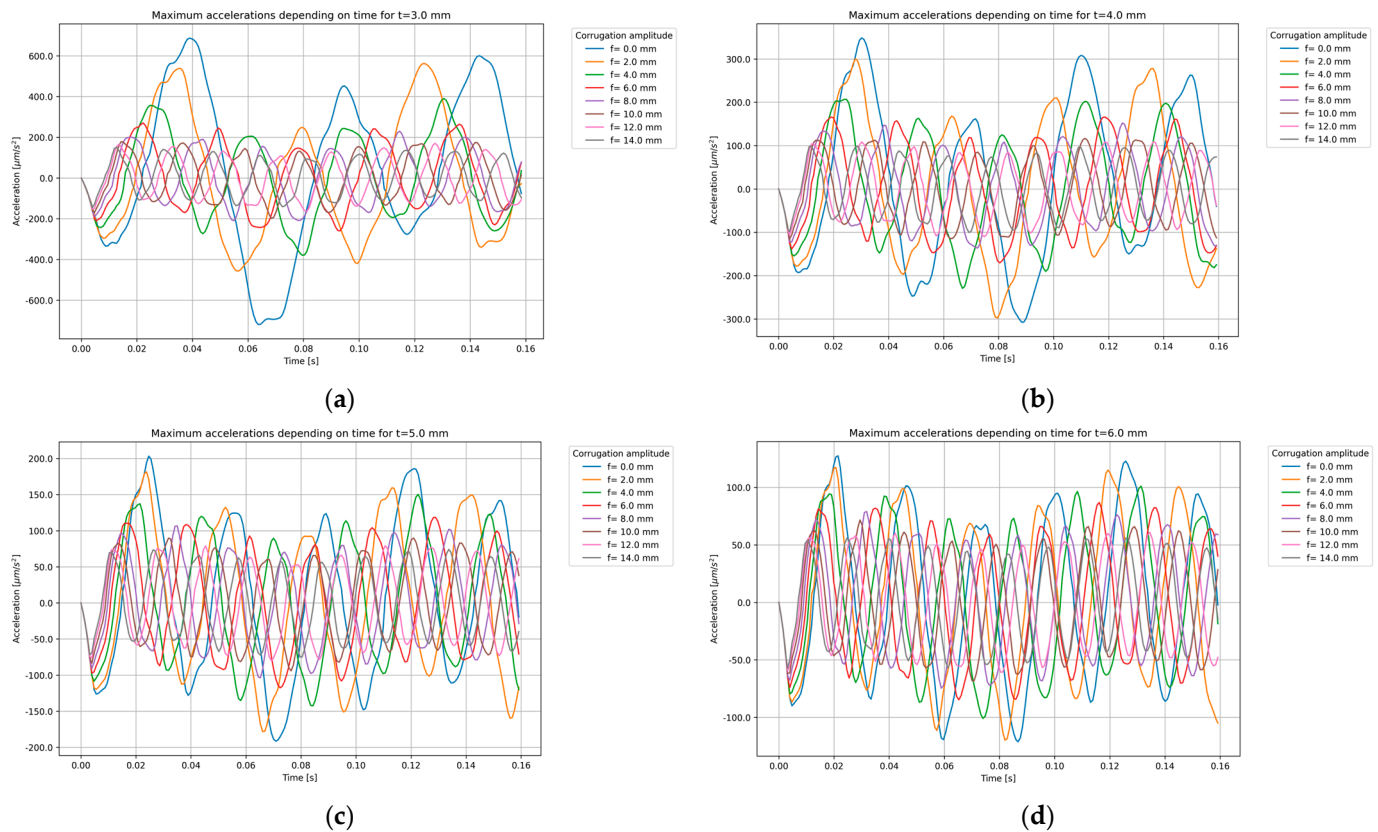 Maximum accelerations depending on time for t=3.0 mm
Corrugation amplitude
f= 0.0 mm
f= 2.0 mm
f= 4.0 mm
f= 6.0 mm
f= 8.0 mm
f= 10.0 mm
f= 12.0 mm
f= 14.0 mm
Acceleration [μm/s²]
600.0
400.0
200.0
0.0
-200.0
-400.0
-600.0
0.00 0.02 0.04 0.06 0.08 0.10 0.12 0.14 0.16
Time [s]
(a)
Maximum accelerations depending on time for t=4.0 mm
Corrugation amplitude
f= 0.0 mm
f= 2.0 mm
f= 4.0 mm
f= 6.0 mm
f= 8.0 mm
f= 10.0 mm
f= 12.0 mm
f= 14.0 mm
Acceleration [μm/s²]
300.0
200.0
100.0
0.0
-100.0
-200.0
-300.0
0.00 0.02 0.04 0.06 0.08 0.10 0.12 0.14 0.16
Time [s]
(b)
Maximum accelerations depending on time for t=5.0 mm
Corrugation amplitude
f= 0.0 mm
f= 2.0 mm
f= 4.0 mm
f= 6.0 mm
f= 8.0 mm
f= 10.0 mm
f= 12.0 mm
f= 14.0 mm
Acceleration [μm/s²]
200.0
150.0
100.0
50.0
0.0
-50.0
-100.0
-150.0
-200.0
0.00 0.02 0.04 0.06 0.08 0.10 0.12 0.14 0.16
Time [s]
(c)
Maximum accelerations depending on time for t=6.0 mm
Corrugation amplitude
f= 0.0 mm
f= 2.0 mm
f= 4.0 mm
f= 6.0 mm
f= 8.0 mm
f= 10.0 mm
f= 12.0 mm
f= 14.0 mm
Acceleration [μm/s²]
100.0
50.0
0.0
-50.0
-100.0
0.00 0.02 0.04 0.06 0.08 0.10 0.12 0.14 0.16
Time [s]
(d)